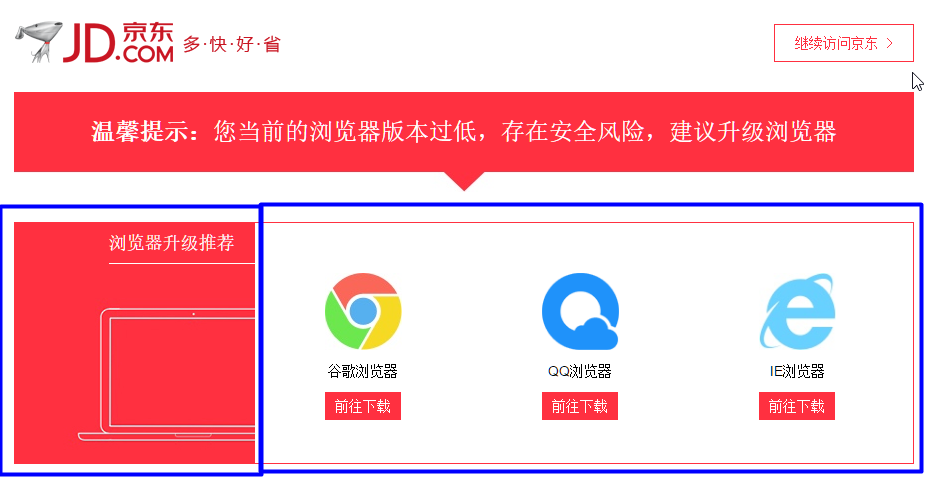 JD.COM 京东 多·快·好·省
继续访问京东 >
温馨提示：您当前的浏览器版本过低，存在安全风险，建议升级浏览器
浏览器升级推荐
谷歌浏览器 QQ浏览器 IE浏览器
前往下载 前往下载 前往下载